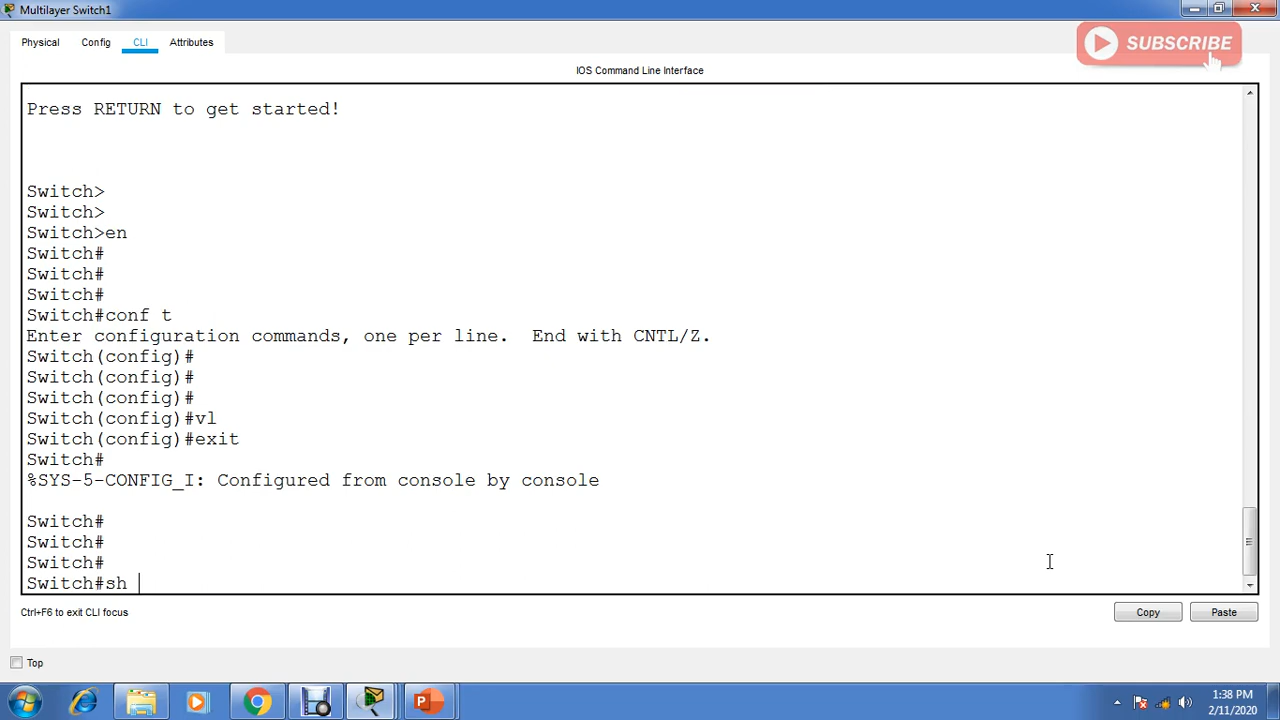 Multilayer Switch1
Physical Config CLI Attributes
SUBSCRIBE
IOS Command Line Interface
Press RETURN to get started!
Switch>
Switch>
Switch>en
Switch#
Switch#
Switch#
Switch#conf t
Enter configuration commands, one per line. End with CNTL/Z.
Switch(config)#
Switch(config)#
Switch(config)#
Switch(config)#vl
Switch(config)#exit
Switch#
%SYS-5-CONFIG_I: Configured from console by console
Switch#
Switch#
Switch#
Switch#sh
Ctrl+F6 to exit CLI focus
Copy Paste
Top
1:38 PM
2/11/2020